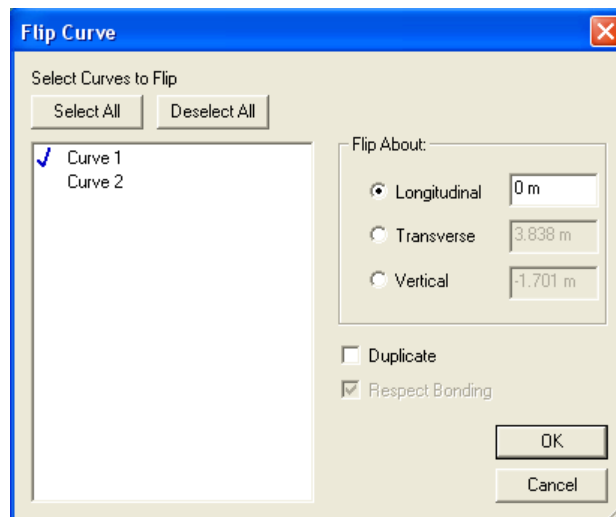 Flip Curve
Select Curves to Flip
Select All
Deselect All
Curve 1
Curve 2
Flip About:
Longitudinal
0 m
Transverse
3.838 m
Vertical
-1.701 m
Duplicate
Respect Bonding
OK
Cancel